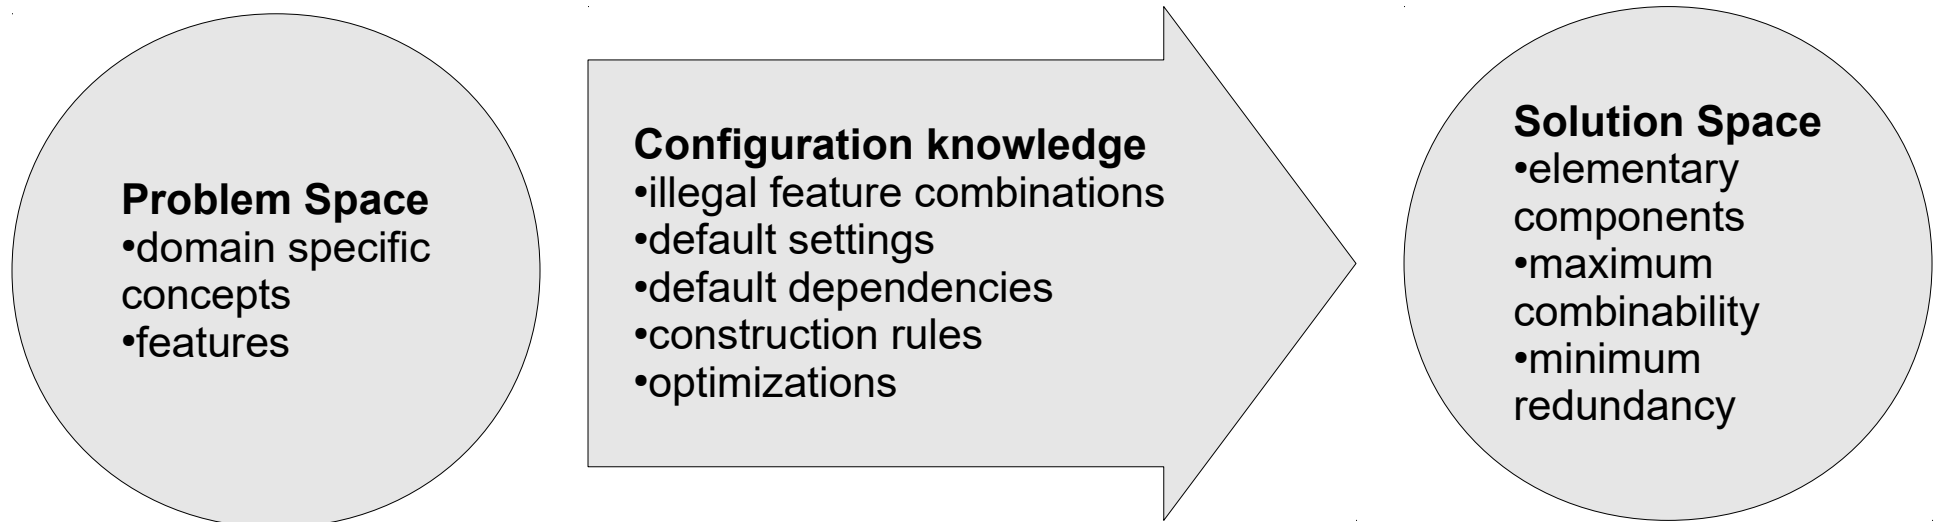 Problem Space
•domain specific
concepts
•features
Configuration knowledge
•illegal feature combinations
•default settings
•default dependencies
•construction rules
•optimizations
Solution Space
•elementary
components
•maximum
combinability
•minimum
redundancy